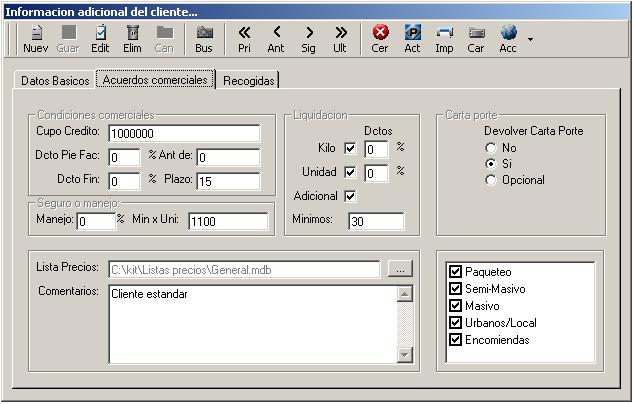 Informacion adicional del cliente...
Nuev Guar Edit Elim Can Bus Pri Ant Sig Ult Cer Act Imp Car Acc
Datos Basicos Acuerdos comerciales Recogidas
Condiciones comerciales
Cupo Credito: 1000000
Dcto Pie Fac: 0 % Ant de: 0
Dcto Fin: 0 % Plazo: 15
Seguro o manejo:
Manejo: 0 % Min x Uni: 1100
Liquidacion
Dctos
Kilo 0 %
Unidad 0 %
Adicional
Minimos: 30
Carta porte
Devolver Carta Porte
No
Si
Opcional
Lista Precios: C:\kit\Listas precios\General.mdb ...
Comentarios: Cliente estandar
Paqueteo
Semi-Masivo
Masivo
Urbanos/Local
Encomiendas